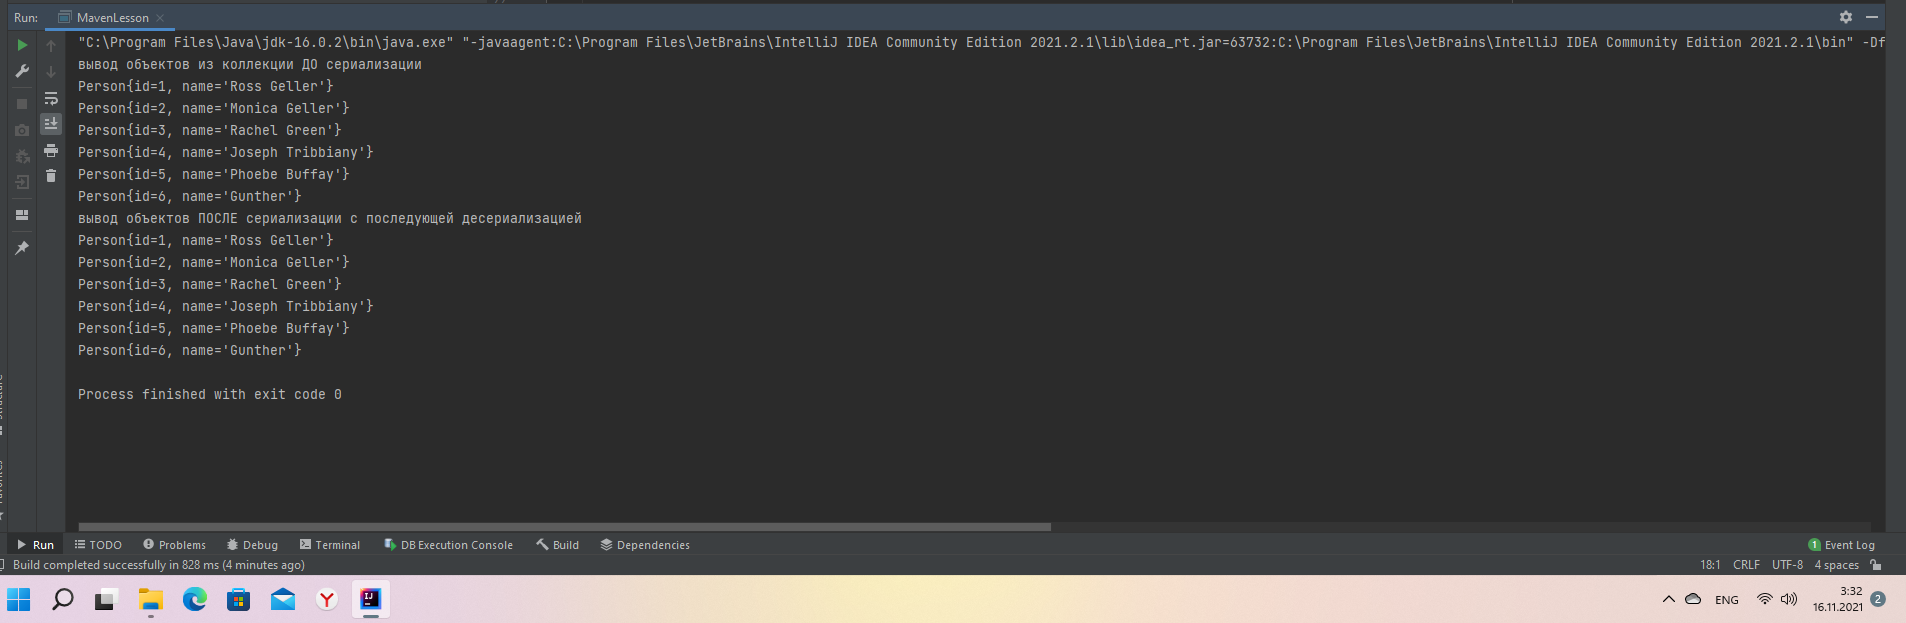 Run: MavenLesson
"C:\Program Files\Java\jdk-16.0.2\bin\java.exe" "-javaagent:C:\Program Files\JetBrains\IntelliJ IDEA Community Edition 2021.2.1\lib\idea_rt.jar=63732:C:\Program Files\JetBrains\IntelliJ IDEA Community Edition 2021.2.1\bin" -Df
вывод объектов из коллекции ДО сериализации
Person{id=1, name='Ross Geller'}
Person{id=2, name='Monica Geller'}
Person{id=3, name='Rachel Green'}
Person{id=4, name='Joseph Tribbiany'}
Person{id=5, name='Phoebe Buffay'}
Person{id=6, name='Gunther'}
вывод объектов ПОСЛЕ сериализации с последующей десериализацией
Person{id=1, name='Ross Geller'}
Person{id=2, name='Monica Geller'}
Person{id=3, name='Rachel Green'}
Person{id=4, name='Joseph Tribbiany'}
Person{id=5, name='Phoebe Buffay'}
Person{id=6, name='Gunther'}
Process finished with exit code 0
Run TODO Problems Debug Terminal DB Execution Console Build Dependencies 1 Event Log
Build completed successfully in 828 ms (4 minutes ago) 18:1 CRLF UTF-8 4 spaces
ENG 3:32 2
16.11.2021